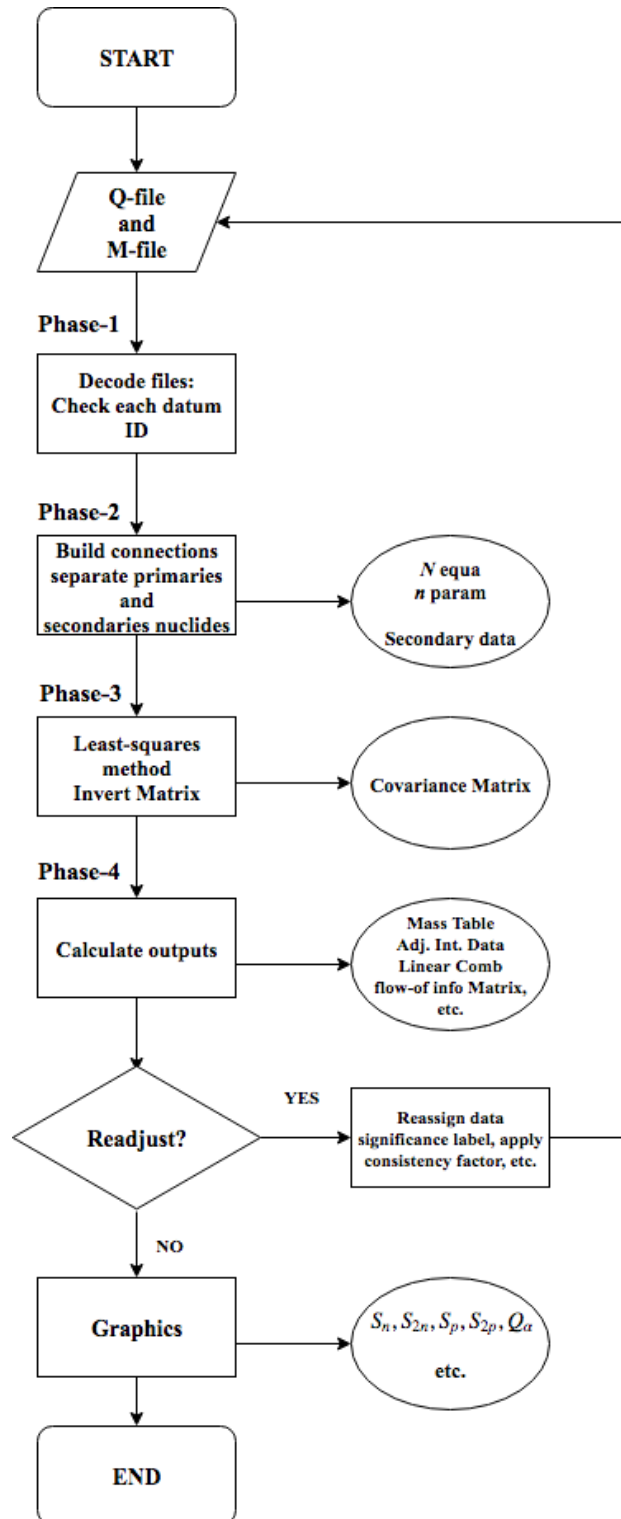 START
Q-file
and
M-file
Phase-1
Decode files:
Check each datum
ID
Phase-2
Build connections
separate primaries
and
secondaries nuclides
N equa
n param
Secondary data
Phase-3
Least-squares
method
Invert Matrix
Covariance Matrix
Phase-4
Calculate outputs
Mass Table
Adj. Int. Data
Linear Comb
flow-of info Matrix,
etc.
Readjust?
YES
Reassign data
significance label, apply
consistency factor, etc.
NO
Graphics
Sₙ, S₂ₙ, Sₚ, S₂ₚ, Qα
etc.
END